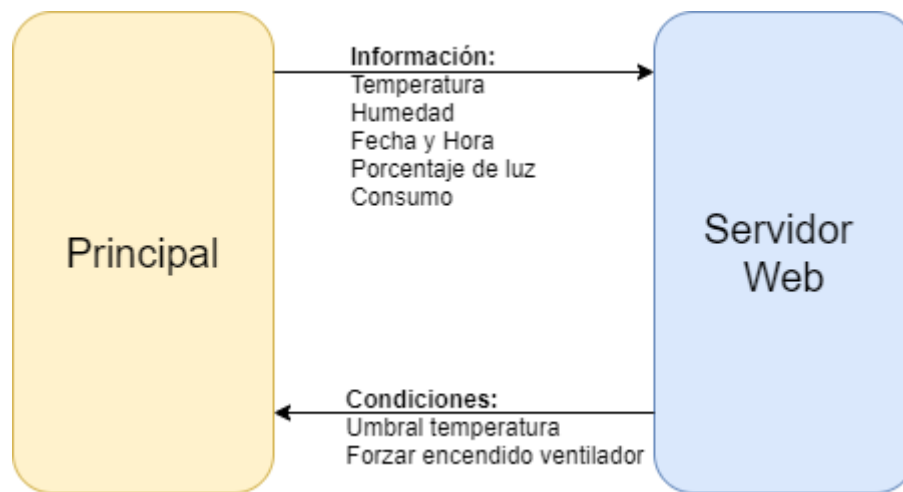 Principal
Información:
Temperatura
Humedad
Fecha y Hora
Porcentaje de luz
Consumo
Condiciones:
Umbral temperatura
Forzar encendido ventilador
Servidor
Web